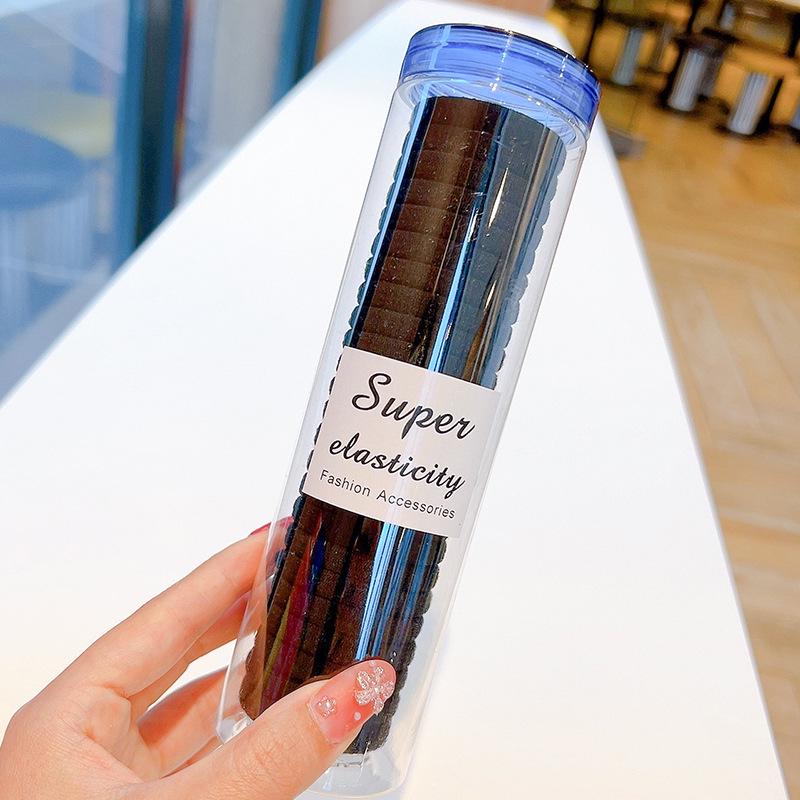 Super
elasticity
Fashion Accessories